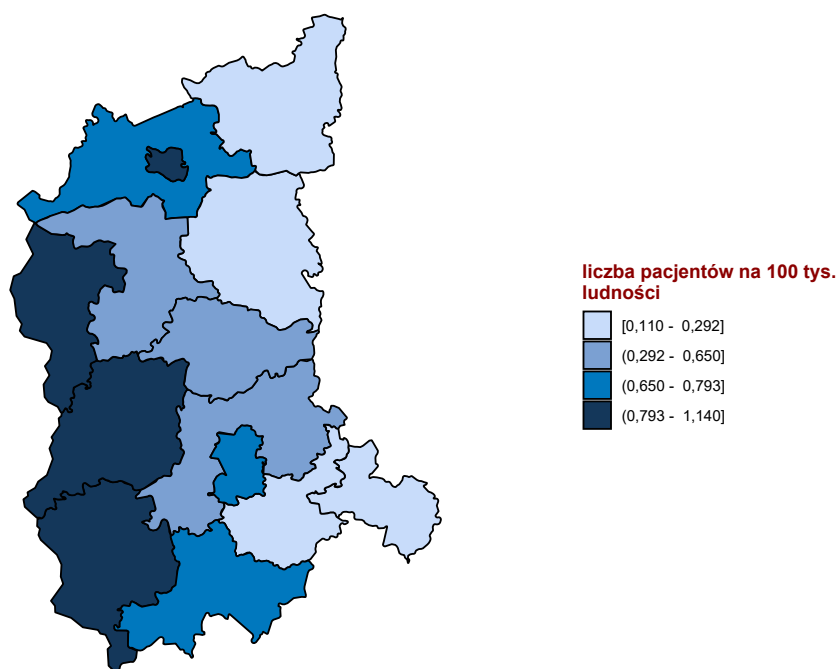 liczba pacjentów na 100 tys.
ludności
[0,110 - 0,292]
(0,292 - 0,650]
(0,650 - 0,793]
(0,793 - 1,140]